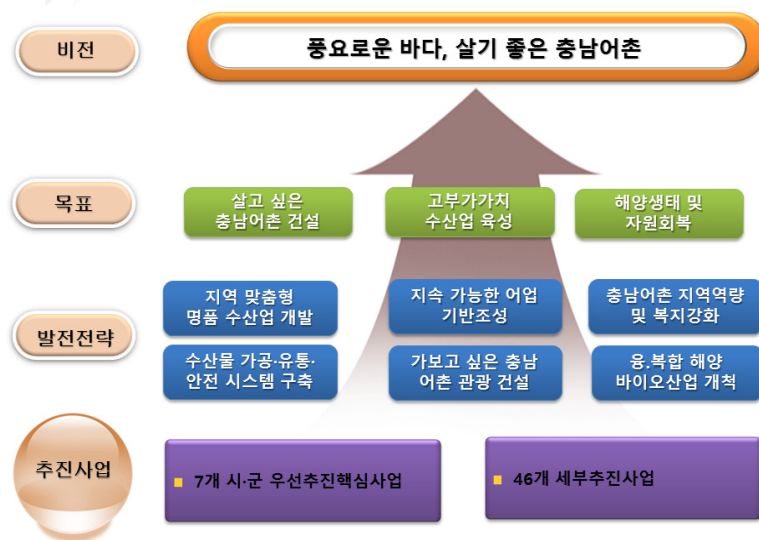 비전
풍요로운 바다, 살기 좋은 충남어촌
목표
살고 싶은
충남어촌 건설
고부가가치
수산업 육성
해양생태 및
자원회복
발전전략
지역 맞춤형
명품 수산업 개발
지속 가능한 어업
기반조성
충남어촌 지역역량
및 복지강화
수산물 가공·유통·
안전 시스템 구축
가보고 싶은 충남
어촌 관광 건설
융.복합 해양
바이오산업 개척
추진사업
7개 시·군 우선추진핵심사업
46개 세부추진사업